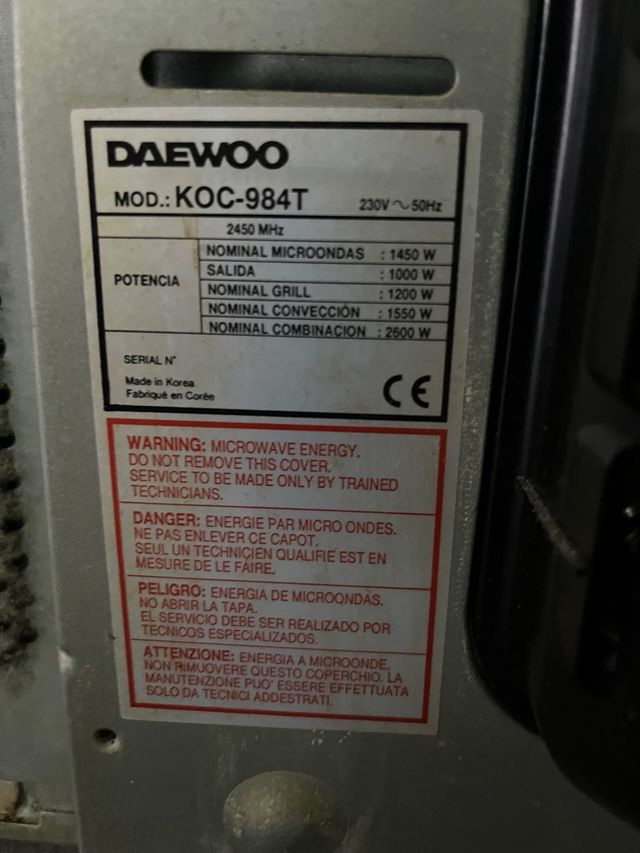 DAEWOO
MOD.: KOC-984T 230V ~ 50Hz
2450 MHz
POTENCIA
NOMINAL MICROONDAS : 1450 W
SALIDA : 1000 W
NOMINAL GRILL : 1200 W
NOMINAL CONVECCIÓN : 1550 W
NOMINAL COMBINACION : 2600 W
SERIAL N°
Made in Korea
Fabriqué en Corée
CE
WARNING: MICROWAVE ENERGY.
DO NOT REMOVE THIS COVER.
SERVICE TO BE MADE ONLY BY TRAINED
TECHNICIANS.
DANGER: ENERGIE PAR MICRO ONDES.
NE PAS ENLEVER CE CAPOT.
SEUL UN TECHNICIEN QUALIFIE EST EN
MESURE DE LE FAIRE.
PELIGRO: ENERGIA DE MICROONDAS.
NO ABRIR LA TAPA.
EL SERVICIO DEBE SER REALIZADO POR
TECNICOS ESPECIALIZADOS.
ATTENZIONE: ENERGIA A MICROONDE.
NON RIMUOVERE QUESTO COPERCHIO. LA
MANUTENZIONE PUO' ESSERE EFFETTUATA
SOLO DA TECNICI ADDESTRATI.